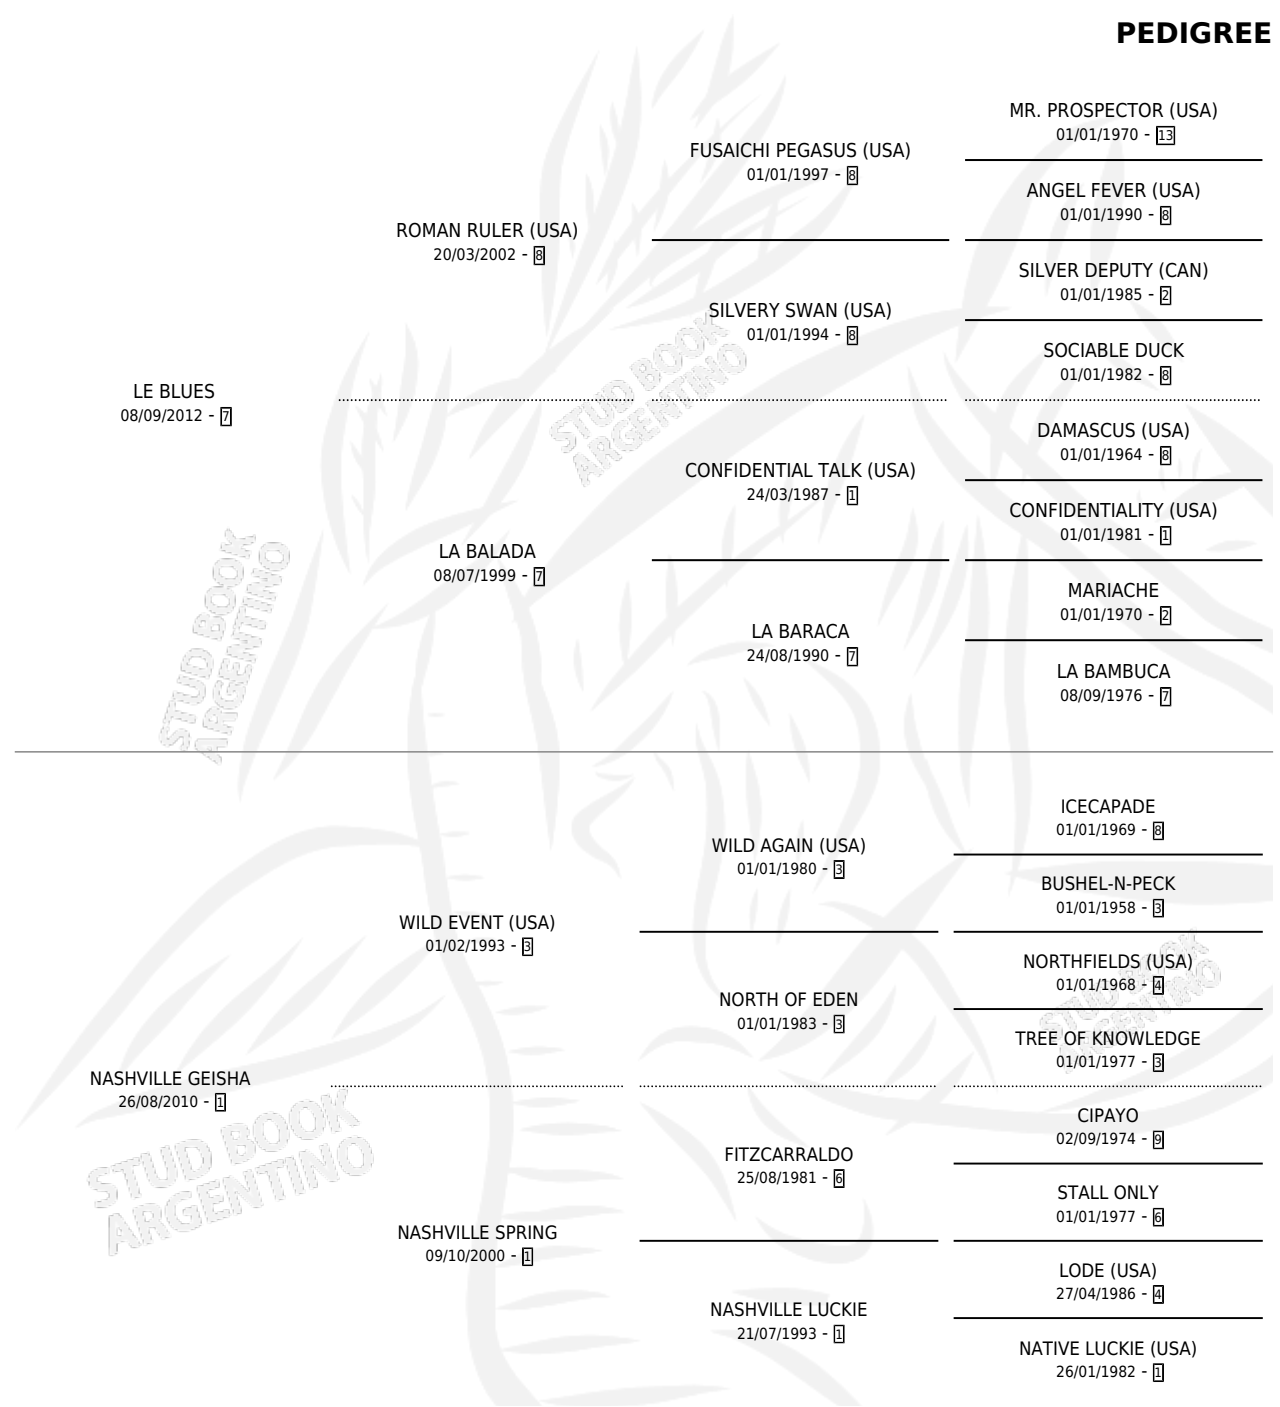 PEDIGREE
MR. PROSPECTOR (USA)
01/01/1970 - 13
FUSAICHI PEGASUS (USA)
01/01/1997 - 8
ANGEL FEVER (USA)
01/01/1990 - 8
ROMAN RULER (USA)
20/03/2002 - 8
SILVER DEPUTY (CAN)
01/01/1985 - 2
SILVERY SWAN (USA)
01/01/1994 - 8
SOCIABLE DUCK
01/01/1982 - 8
LE BLUES
08/09/2012 - 7
DAMASCUS (USA)
01/01/1964 - 8
CONFIDENTIAL TALK (USA)
24/03/1987 - 1
CONFIDENTIALITY (USA)
01/01/1981 - 1
LA BALADA
08/07/1999 - 7
MARIACHE
01/01/1970 - 2
LA BARACA
24/08/1990 - 7
LA BAMBUCA
08/09/1976 - 7
ICECAPADE
01/01/1969 - 8
WILD AGAIN (USA)
01/01/1980 - 3
BUSHEL-N-PECK
01/01/1958 - 3
WILD EVENT (USA)
01/02/1993 - 3
NORTHFIELDS (USA)
01/01/1968 - 4
NORTH OF EDEN
01/01/1983 - 3
TREE OF KNOWLEDGE
01/01/1977 - 3
NASHVILLE GEISHA
26/08/2010 - 1
CIPAYO
02/09/1974 - 9
FITZCARRALDO
25/08/1981 - 6
STALL ONLY
01/01/1977 - 6
NASHVILLE SPRING
09/10/2000 - 1
LODE (USA)
27/04/1986 - 4
NASHVILLE LUCKIE
21/07/1993 - 1
NATIVE LUCKIE (USA)
26/01/1982 - 1
STUD BOOK
ARGENTINO
STUD BOOK
ARGENTINO
STUD BOOK
ARGENTINO
STUD BOOK
ARGENTINO